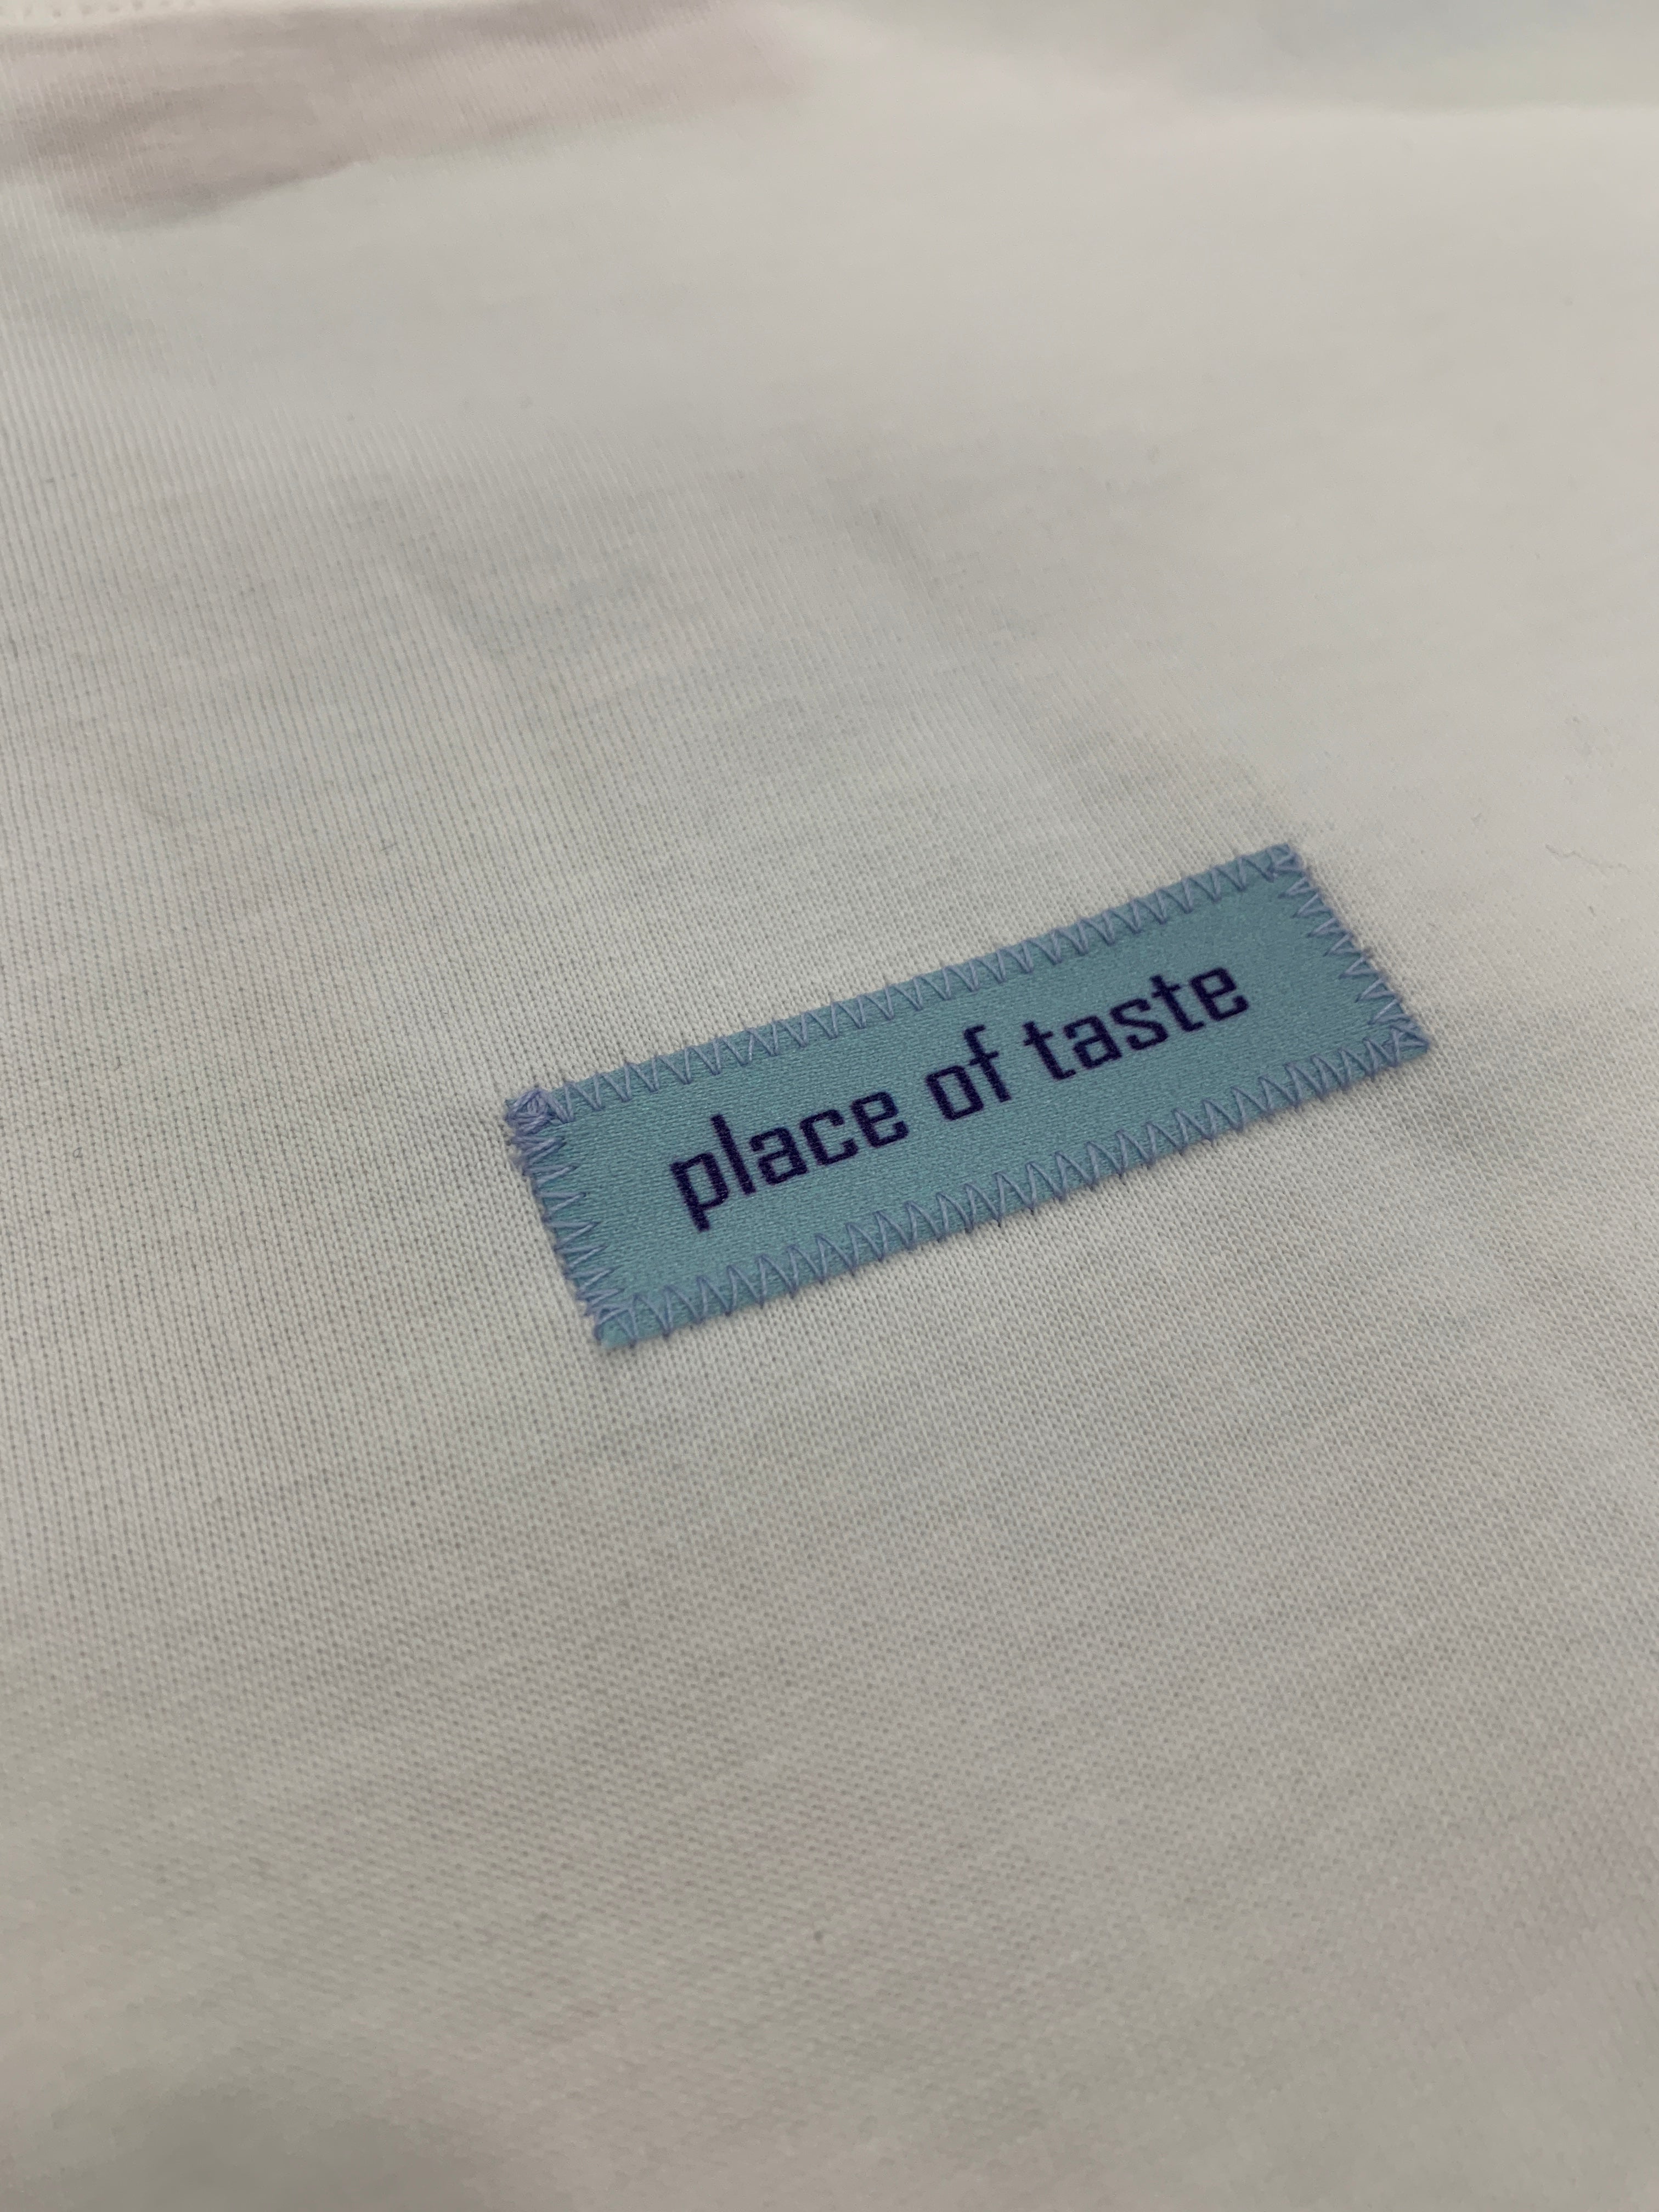 place of taste